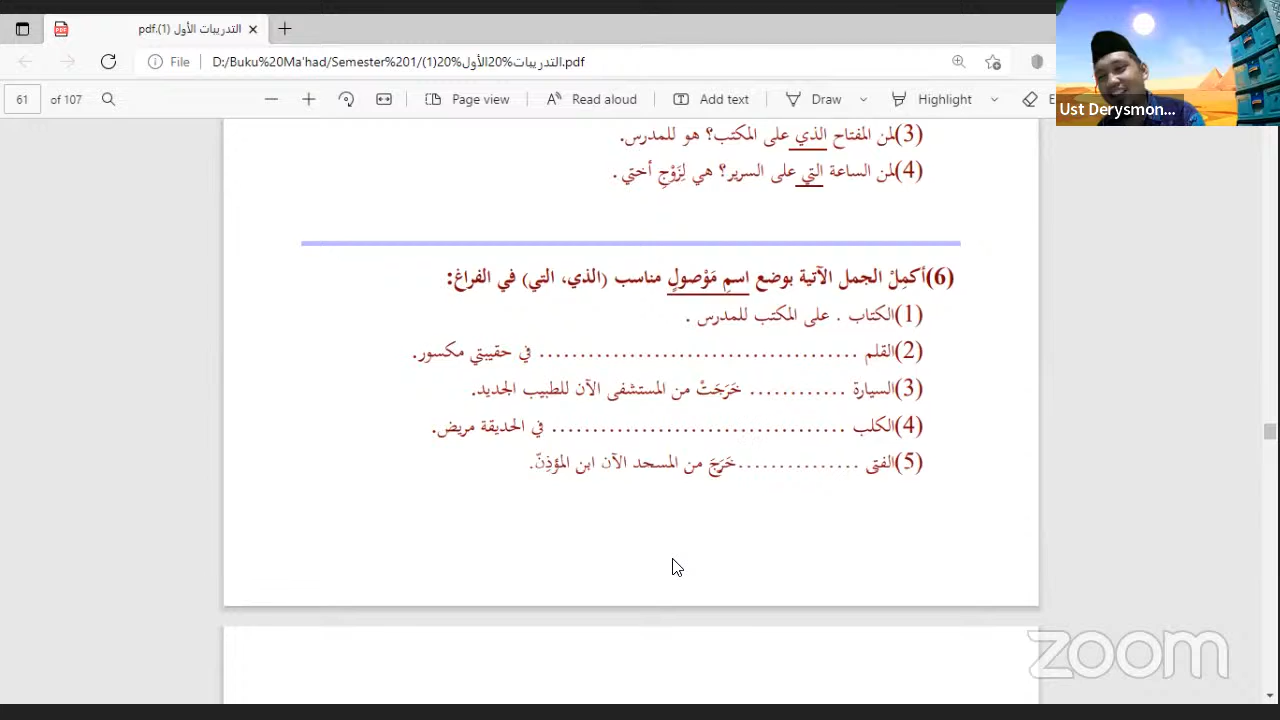 التدريبات الأول (1).pdf
File D:/Buku%20Ma'had/Semester%201/(1)%20التدريبات%20الأول.pdf
61 of 107 Page view Read aloud Add text Draw Highlight
Ust Derysmon...
(3)لمن المفتاح الذي على المكتب؟ هو للمدرس.
(4)لمن الساعة التي على السرير؟ هي لِزَوْجِ أختي .
(6)أكمِلْ الجمل الآتية بوضع اسمِ مَوْصولٍ مناسب (الذي، التي) في الفراغ:
(1)الكتاب . على المكتب للمدرس .
(2)القلم ...................................... في حقيبتي مكسور.
(3)السيارة ............ خَرَجَتْ من المستشفى الآن للطبيب الجديد.
(4)الكلب .................................... في الحديقة مريض.
(5)الفتى ...............خَرَجَ من المسحد الآن ابن المؤذِنّ.
zoom